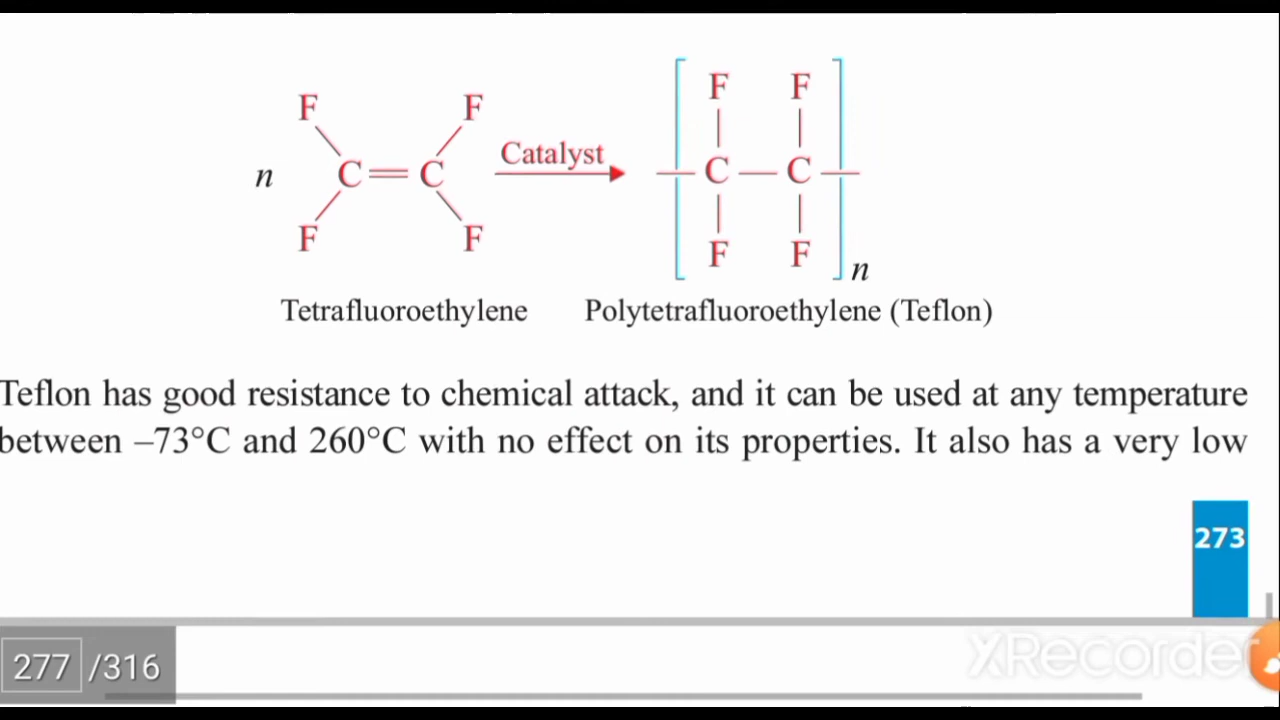 F F F F
F F
n C = C Catalyst C — C
F F F F
n
Tetrafluoroethylene Polytetrafluoroethylene (Teflon)
Teflon has good resistance to chemical attack, and it can be used at any temperature
between –73°C and 260°C with no effect on its properties. It also has a very low
273
277 /316
XRecorder